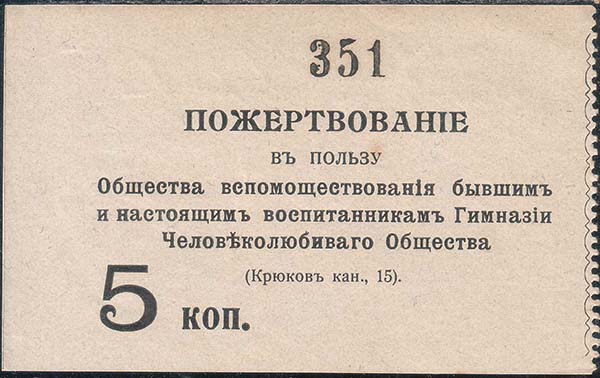 351
ПОЖЕРТВОВАНІЕ
ВЪ ПОЛЬЗУ
Общества вспомоществованія бывшимъ
и настоящимъ воспитанникамъ Гимназіи
Человѣколюбиваго Общества
(Крюковъ кан., 15).
5 коп.